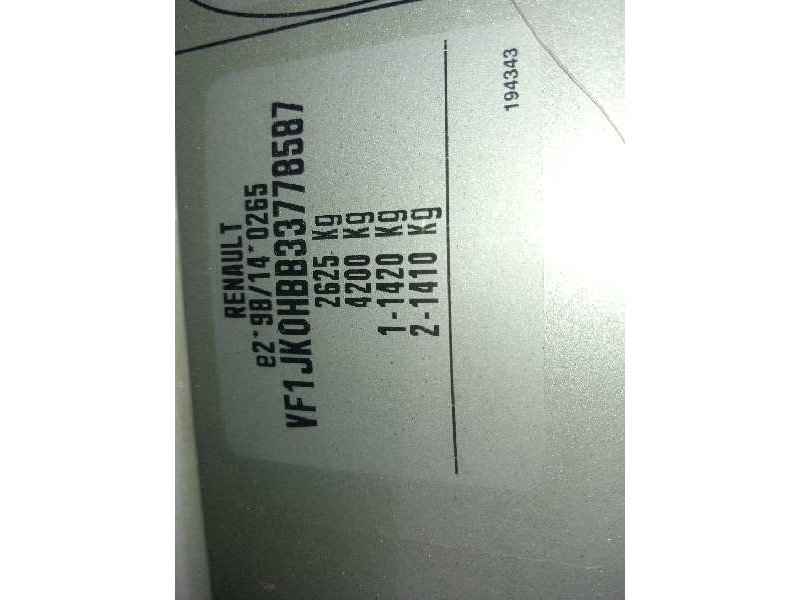 RENAULT
e2*98/14*0265
VF1JK0HBB33778587
2625 Kg
4200 Kg
1-1420 Kg
2-1410 Kg
194343